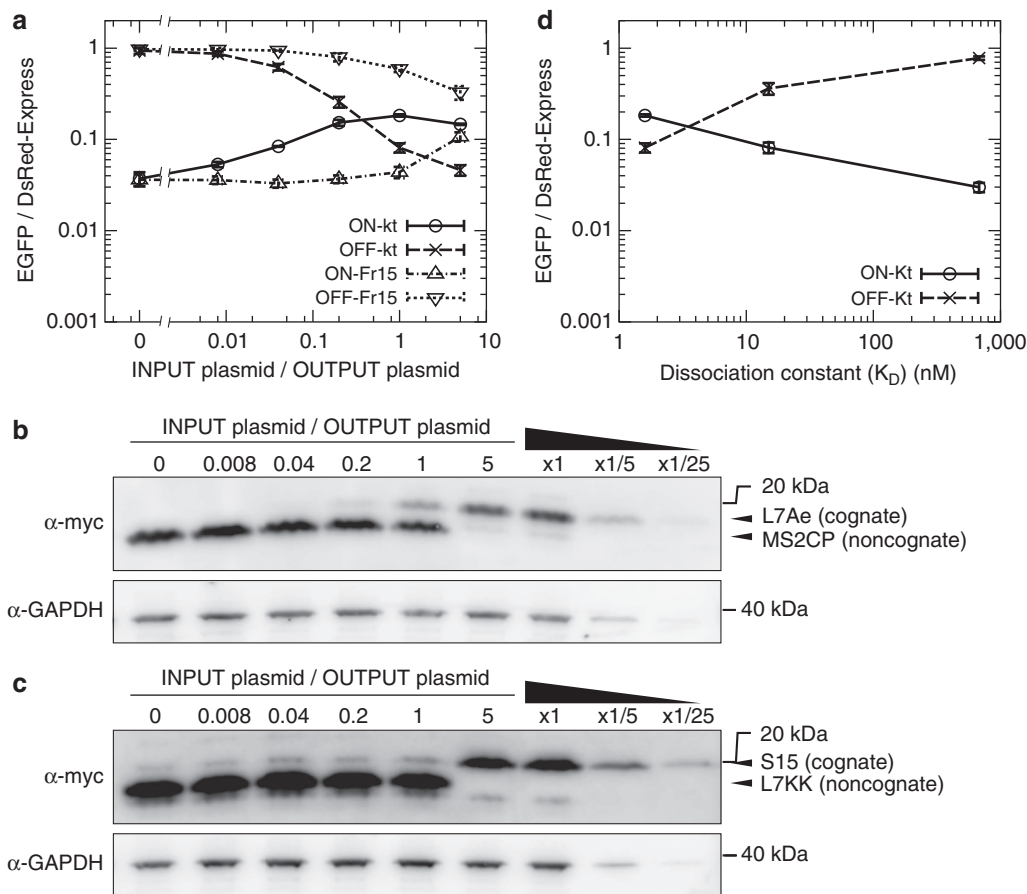 a
EGFP / DsRed-Express
1
0.1
0.01
0.001
ON-kt
OFF-kt
ON-Fr15
OFF-Fr15
0 0.01 0.1 1 10
INPUT plasmid / OUTPUT plasmid
d
EGFP / DsRed-Express
1
0.1
0.01
0.001
ON-Kt
OFF-Kt
1 10 100 1,000
Dissociation constant (K_D) (nM)
b
INPUT plasmid / OUTPUT plasmid
0 0.008 0.04 0.2 1 5 x1 x1/5 x1/25
20 kDa
α-myc
L7Ae (cognate)
MS2CP (noncognate)
α-GAPDH
40 kDa
c
INPUT plasmid / OUTPUT plasmid
0 0.008 0.04 0.2 1 5 x1 x1/5 x1/25
20 kDa
α-myc
S15 (cognate)
L7KK (noncognate)
α-GAPDH
40 kDa